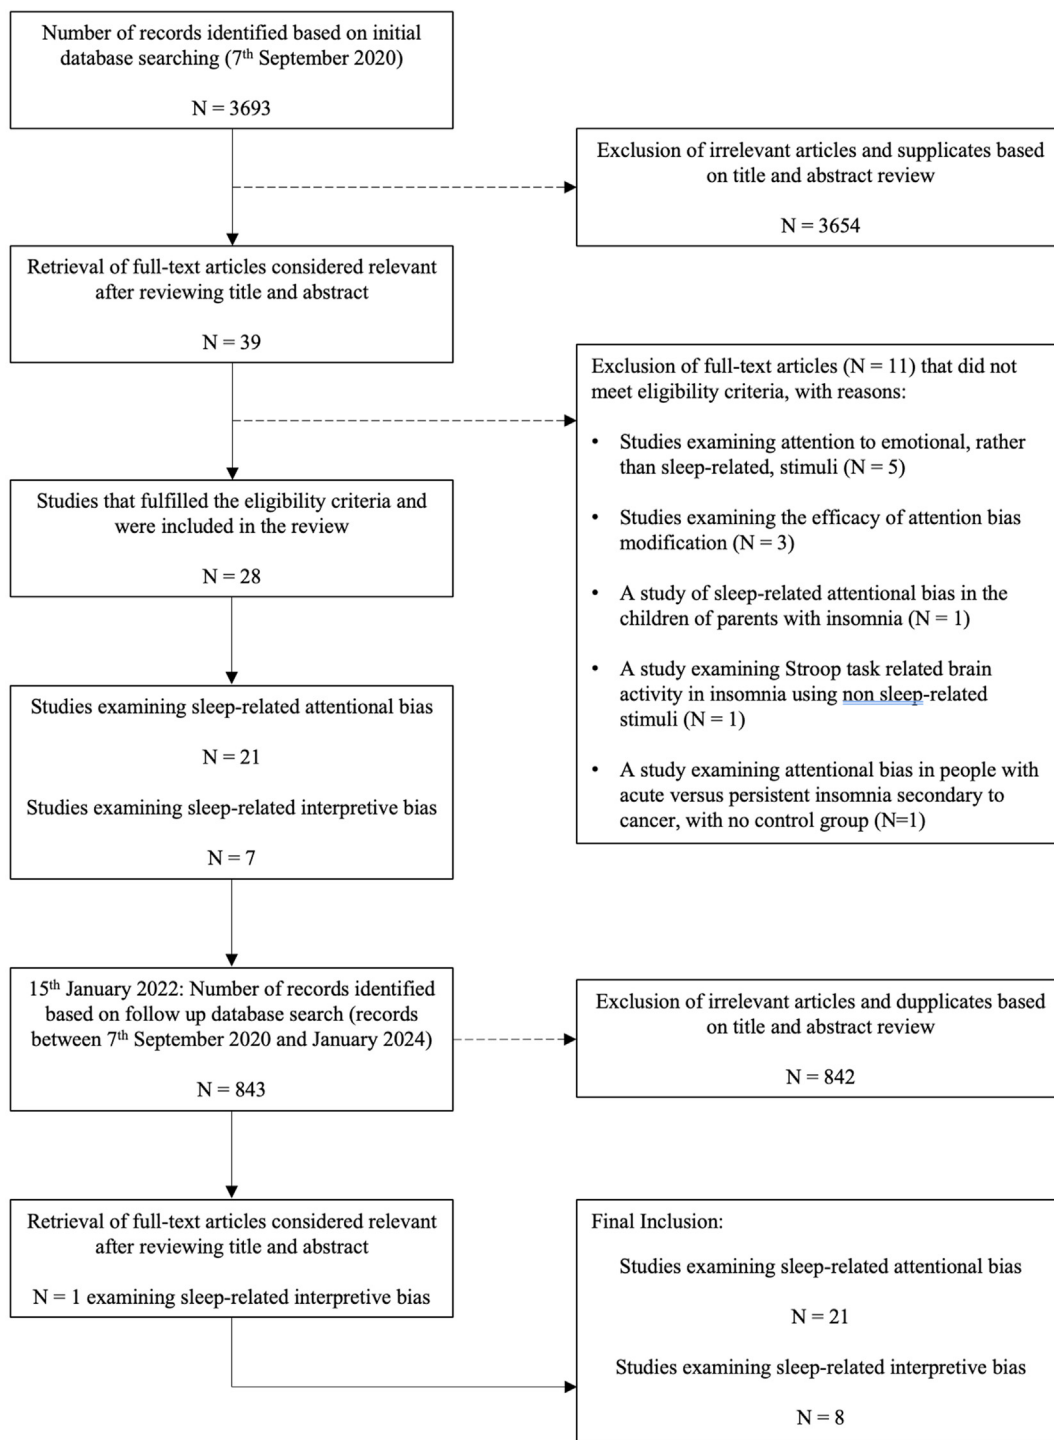 Number of records identified based on initial
database searching (7th September 2020)
N = 3693
Exclusion of irrelevant articles and supplicates based
on title and abstract review
N = 3654
Retrieval of full-text articles considered relevant
after reviewing title and abstract
N = 39
Exclusion of full-text articles (N = 11) that did not
meet eligibility criteria, with reasons:
• Studies examining attention to emotional, rather
than sleep-related, stimuli (N = 5)
• Studies examining the efficacy of attention bias
modification (N = 3)
• A study of sleep-related attentional bias in the
children of parents with insomnia (N = 1)
• A study examining Stroop task related brain
activity in insomnia using non sleep-related
stimuli (N = 1)
• A study examining attentional bias in people with
acute versus persistent insomnia secondary to
cancer, with no control group (N=1)
Studies that fulfilled the eligibility criteria and
were included in the review
N = 28
Studies examining sleep-related attentional bias
N = 21
Studies examining sleep-related interpretive bias
N = 7
15th January 2022: Number of records identified
based on follow up database search (records
between 7th September 2020 and January 2024)
N = 843
Exclusion of irrelevant articles and dupplicates based
on title and abstract review
N = 842
Retrieval of full-text articles considered relevant
after reviewing title and abstract
N = 1 examining sleep-related interpretive bias
Final Inclusion:
Studies examining sleep-related attentional bias
N = 21
Studies examining sleep-related interpretive bias
N = 8